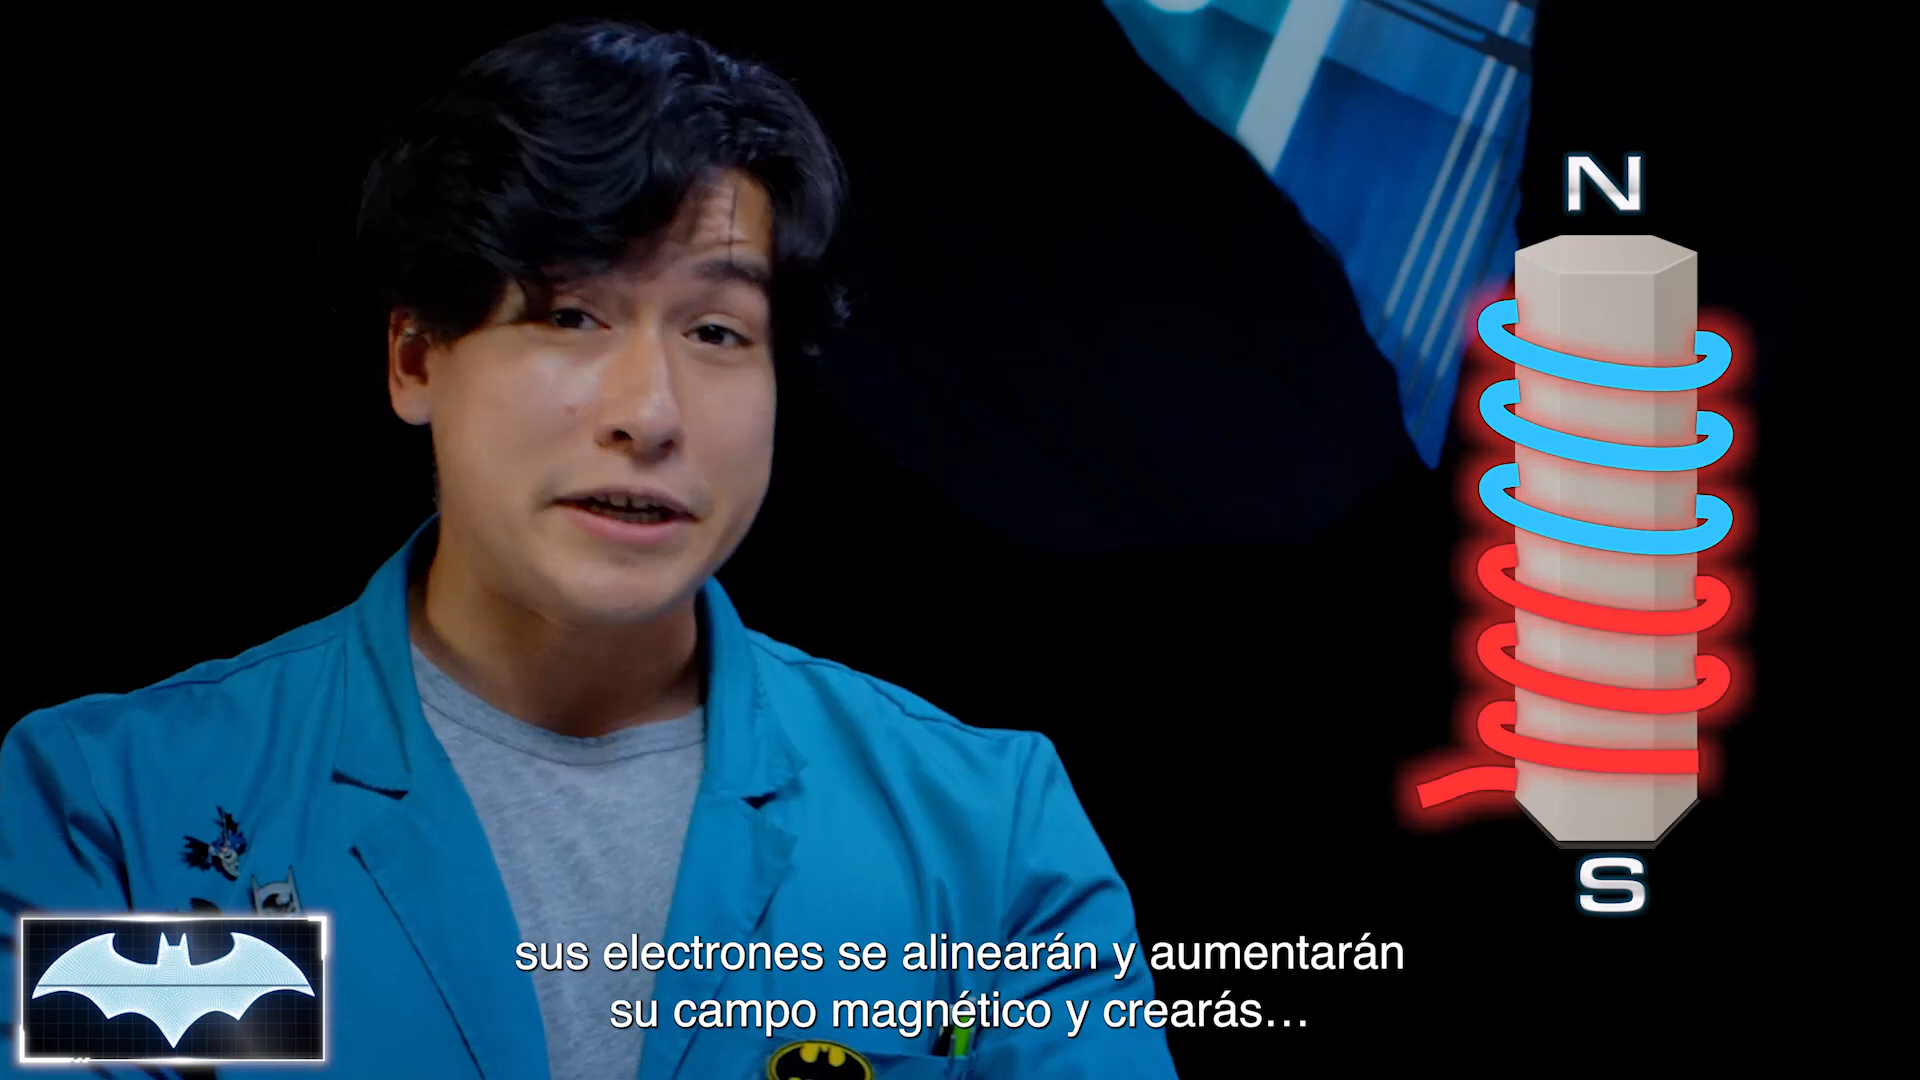 N
S
sus electrones se alinearán y aumentarán
su campo magnético y crearás...